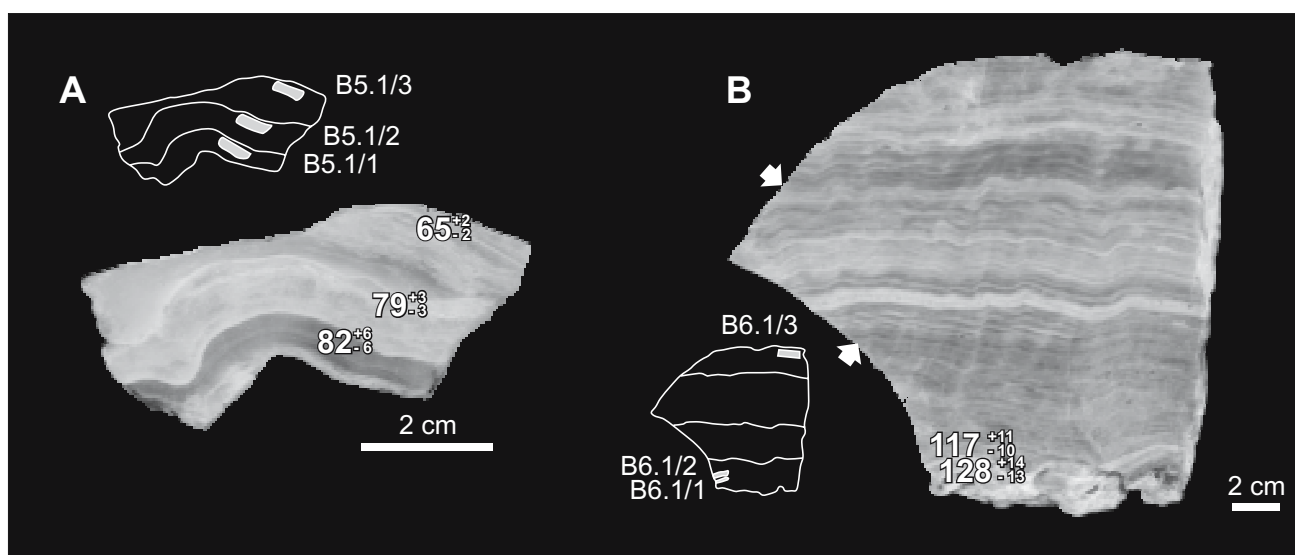 A
B5.1/3
B5.1/2
B5.1/1
65 +2 -2
79 +3 -3
82 +6 -6
2 cm
B
B6.1/3
B6.1/2
B6.1/1
117 +11 -10
128 +14 -13
2 cm